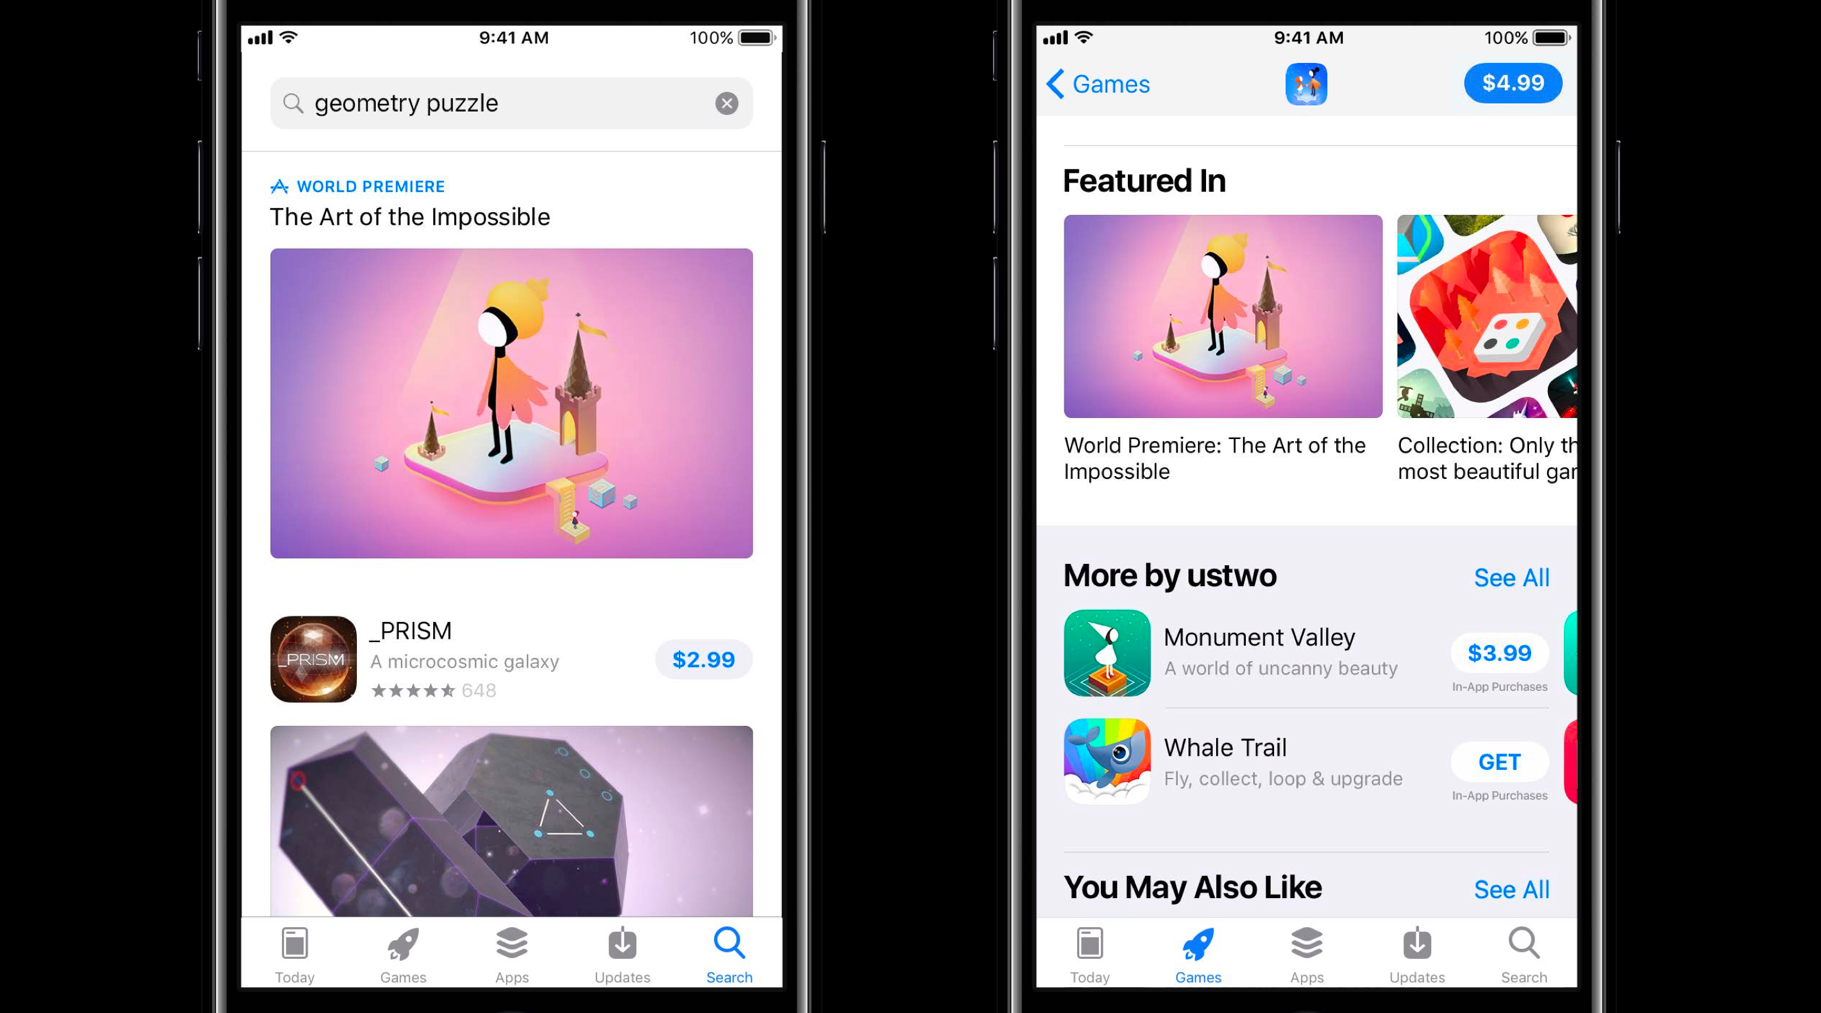 9:41 AM
100%
geometry puzzle
WORLD PREMIERE
The Art of the Impossible
_PRISM
_PRISM
A microcosmic galaxy
648
$2.99
Today
Games
Apps
Updates
Search
9:41 AM
100%
Games
$4.99
Featured In
World Premiere: The Art of the
Impossible
Collection: Only th
most beautiful gar
More by ustwo
See All
Monument Valley
A world of uncanny beauty
$3.99
In-App Purchases
Whale Trail
Fly, collect, loop & upgrade
GET
In-App Purchases
You May Also Like
See All
Today
Games
Apps
Updates
Search